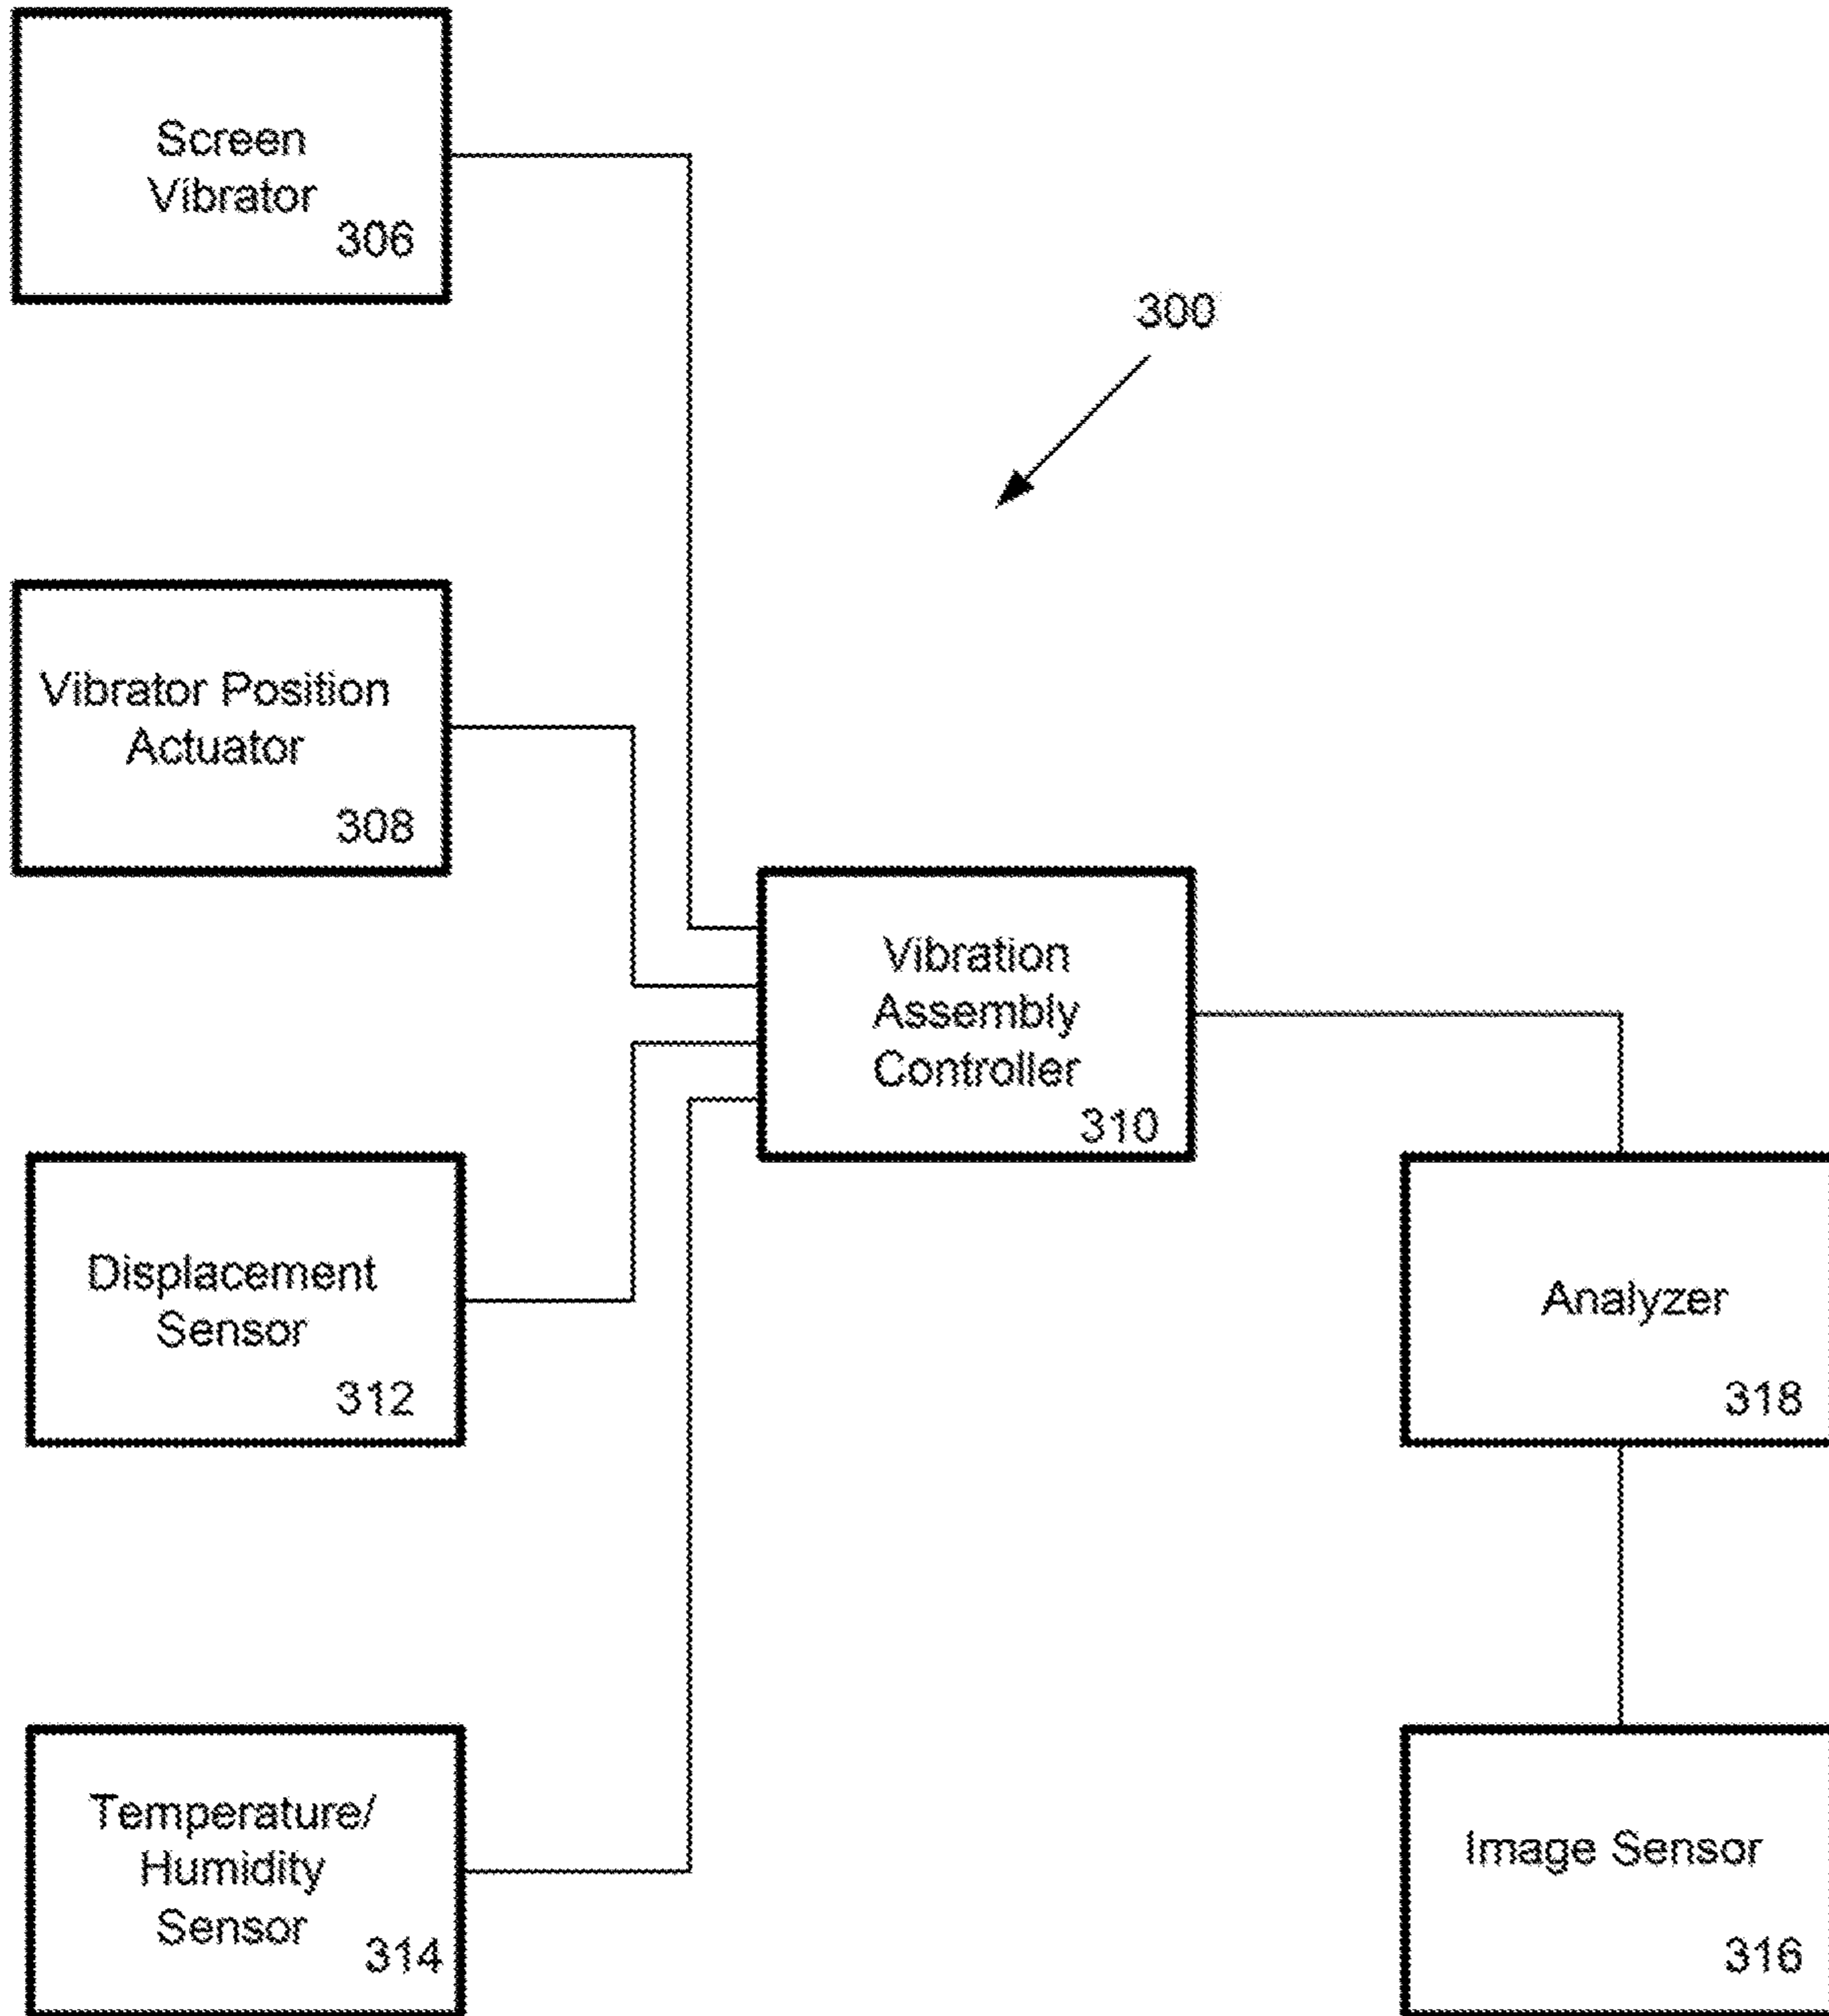 Screen
Vibrator
306
300
Vibrator Position
Actuator
308
Vibration
Assembly
Controller
310
Displacement
Sensor
312
Analyzer
318
Temperature/
Humidity
Sensor
314
Image Sensor
316